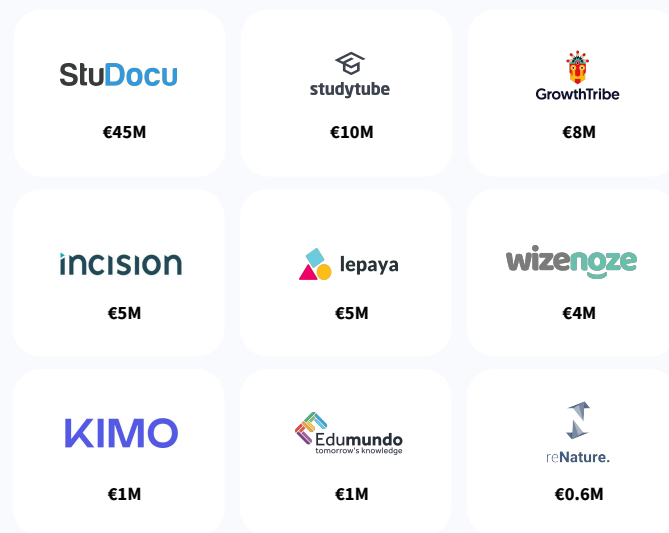 StuDocu
studytube
GrowthTribe
€45M
€10M
€8M
incision
lepaya
wizenoze
€5M
€5M
€4M
KIMO
Edumundo
tomorrow's knowledge
reNature.
€1M
€1M
€0.6M